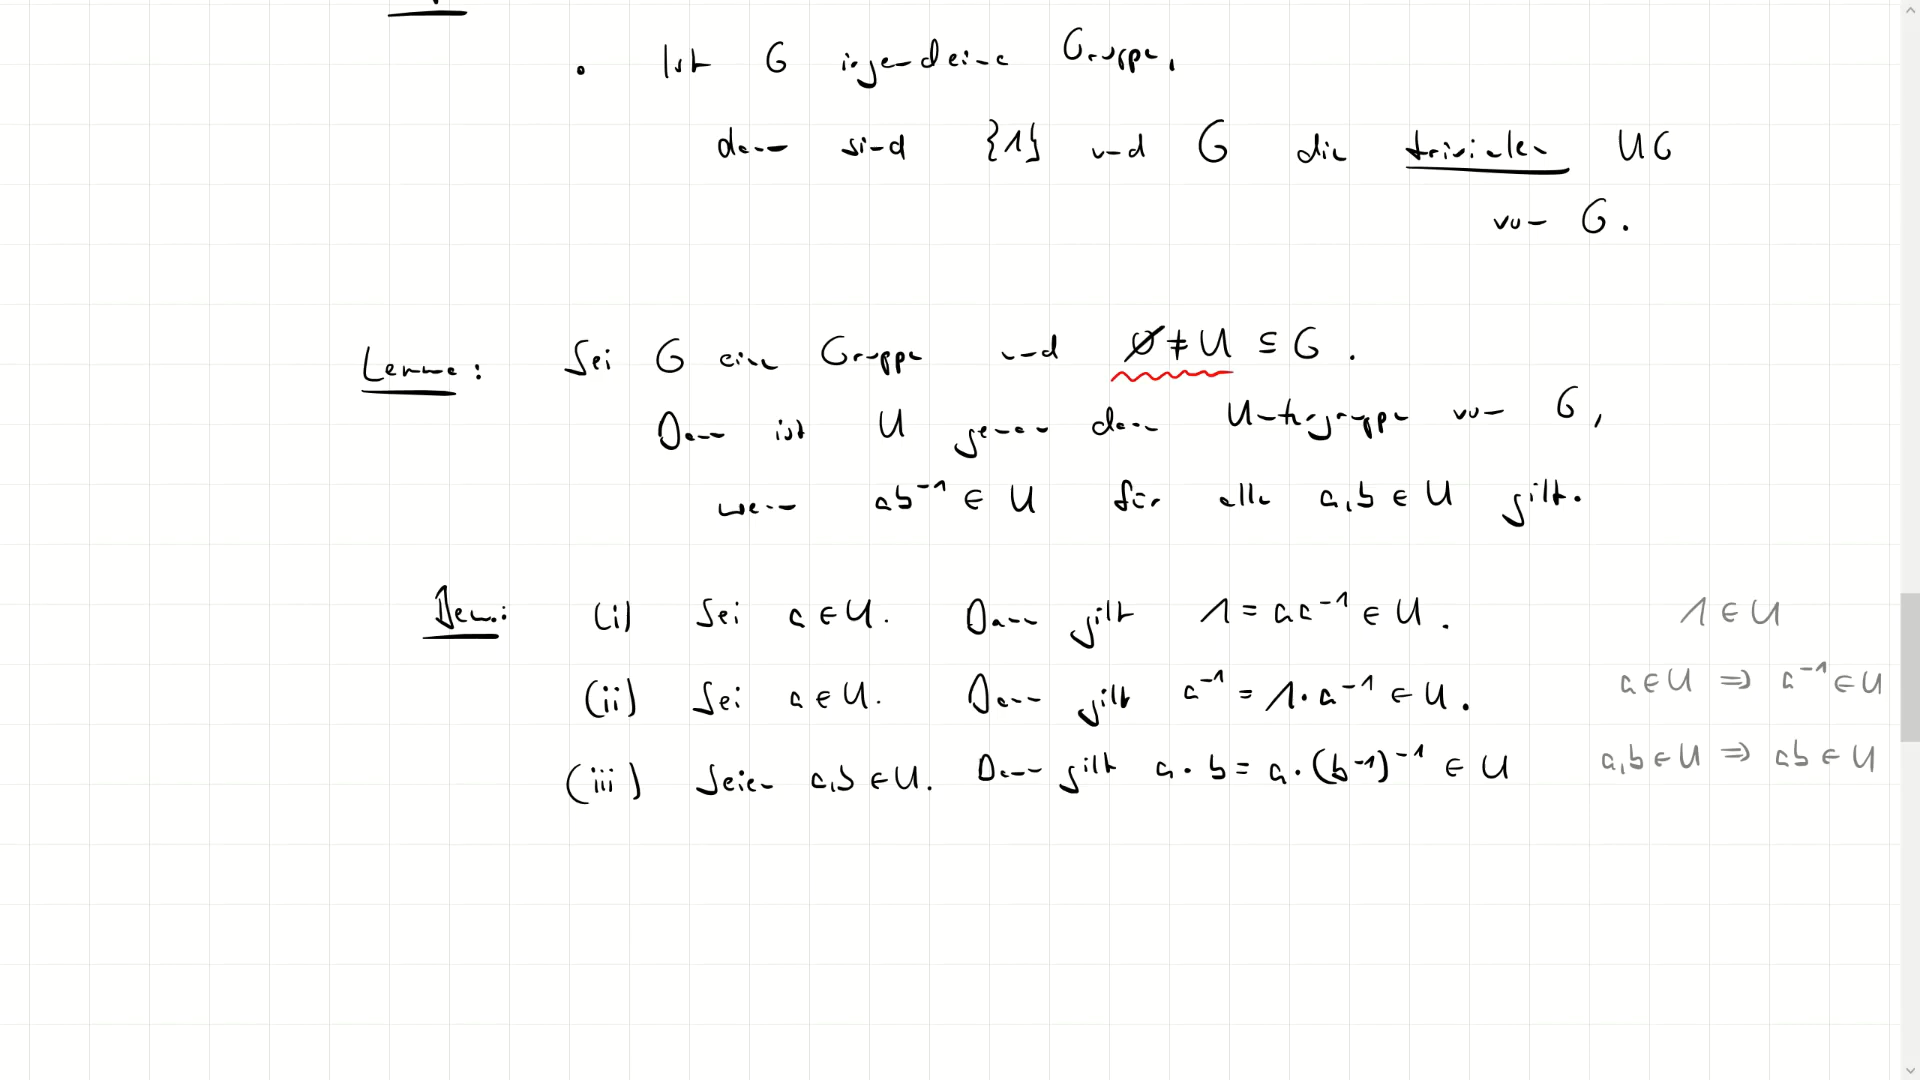 • Ist G irgendeine Gruppe,
dann sind {1} und G die trivialen UG
von G.
Lemma: Sei G eine Gruppe und ∅ ≠ U ⊆ G.
Dann ist U genau dann Untergruppe von G,
wenn ab⁻¹ ∈ U für alle a,b ∈ U gilt.
Bew.: (i) Sei a ∈ U. Dann gilt 1 = aa⁻¹ ∈ U. 1 ∈ U
(ii) Sei a ∈ U. Dann gilt a⁻¹ = 1·a⁻¹ ∈ U. a ∈ U ⇒ a⁻¹ ∈ U
(iii) Seien a,b ∈ U. Dann gilt a·b = a·(b⁻¹)⁻¹ ∈ U a,b ∈ U ⇒ ab ∈ U